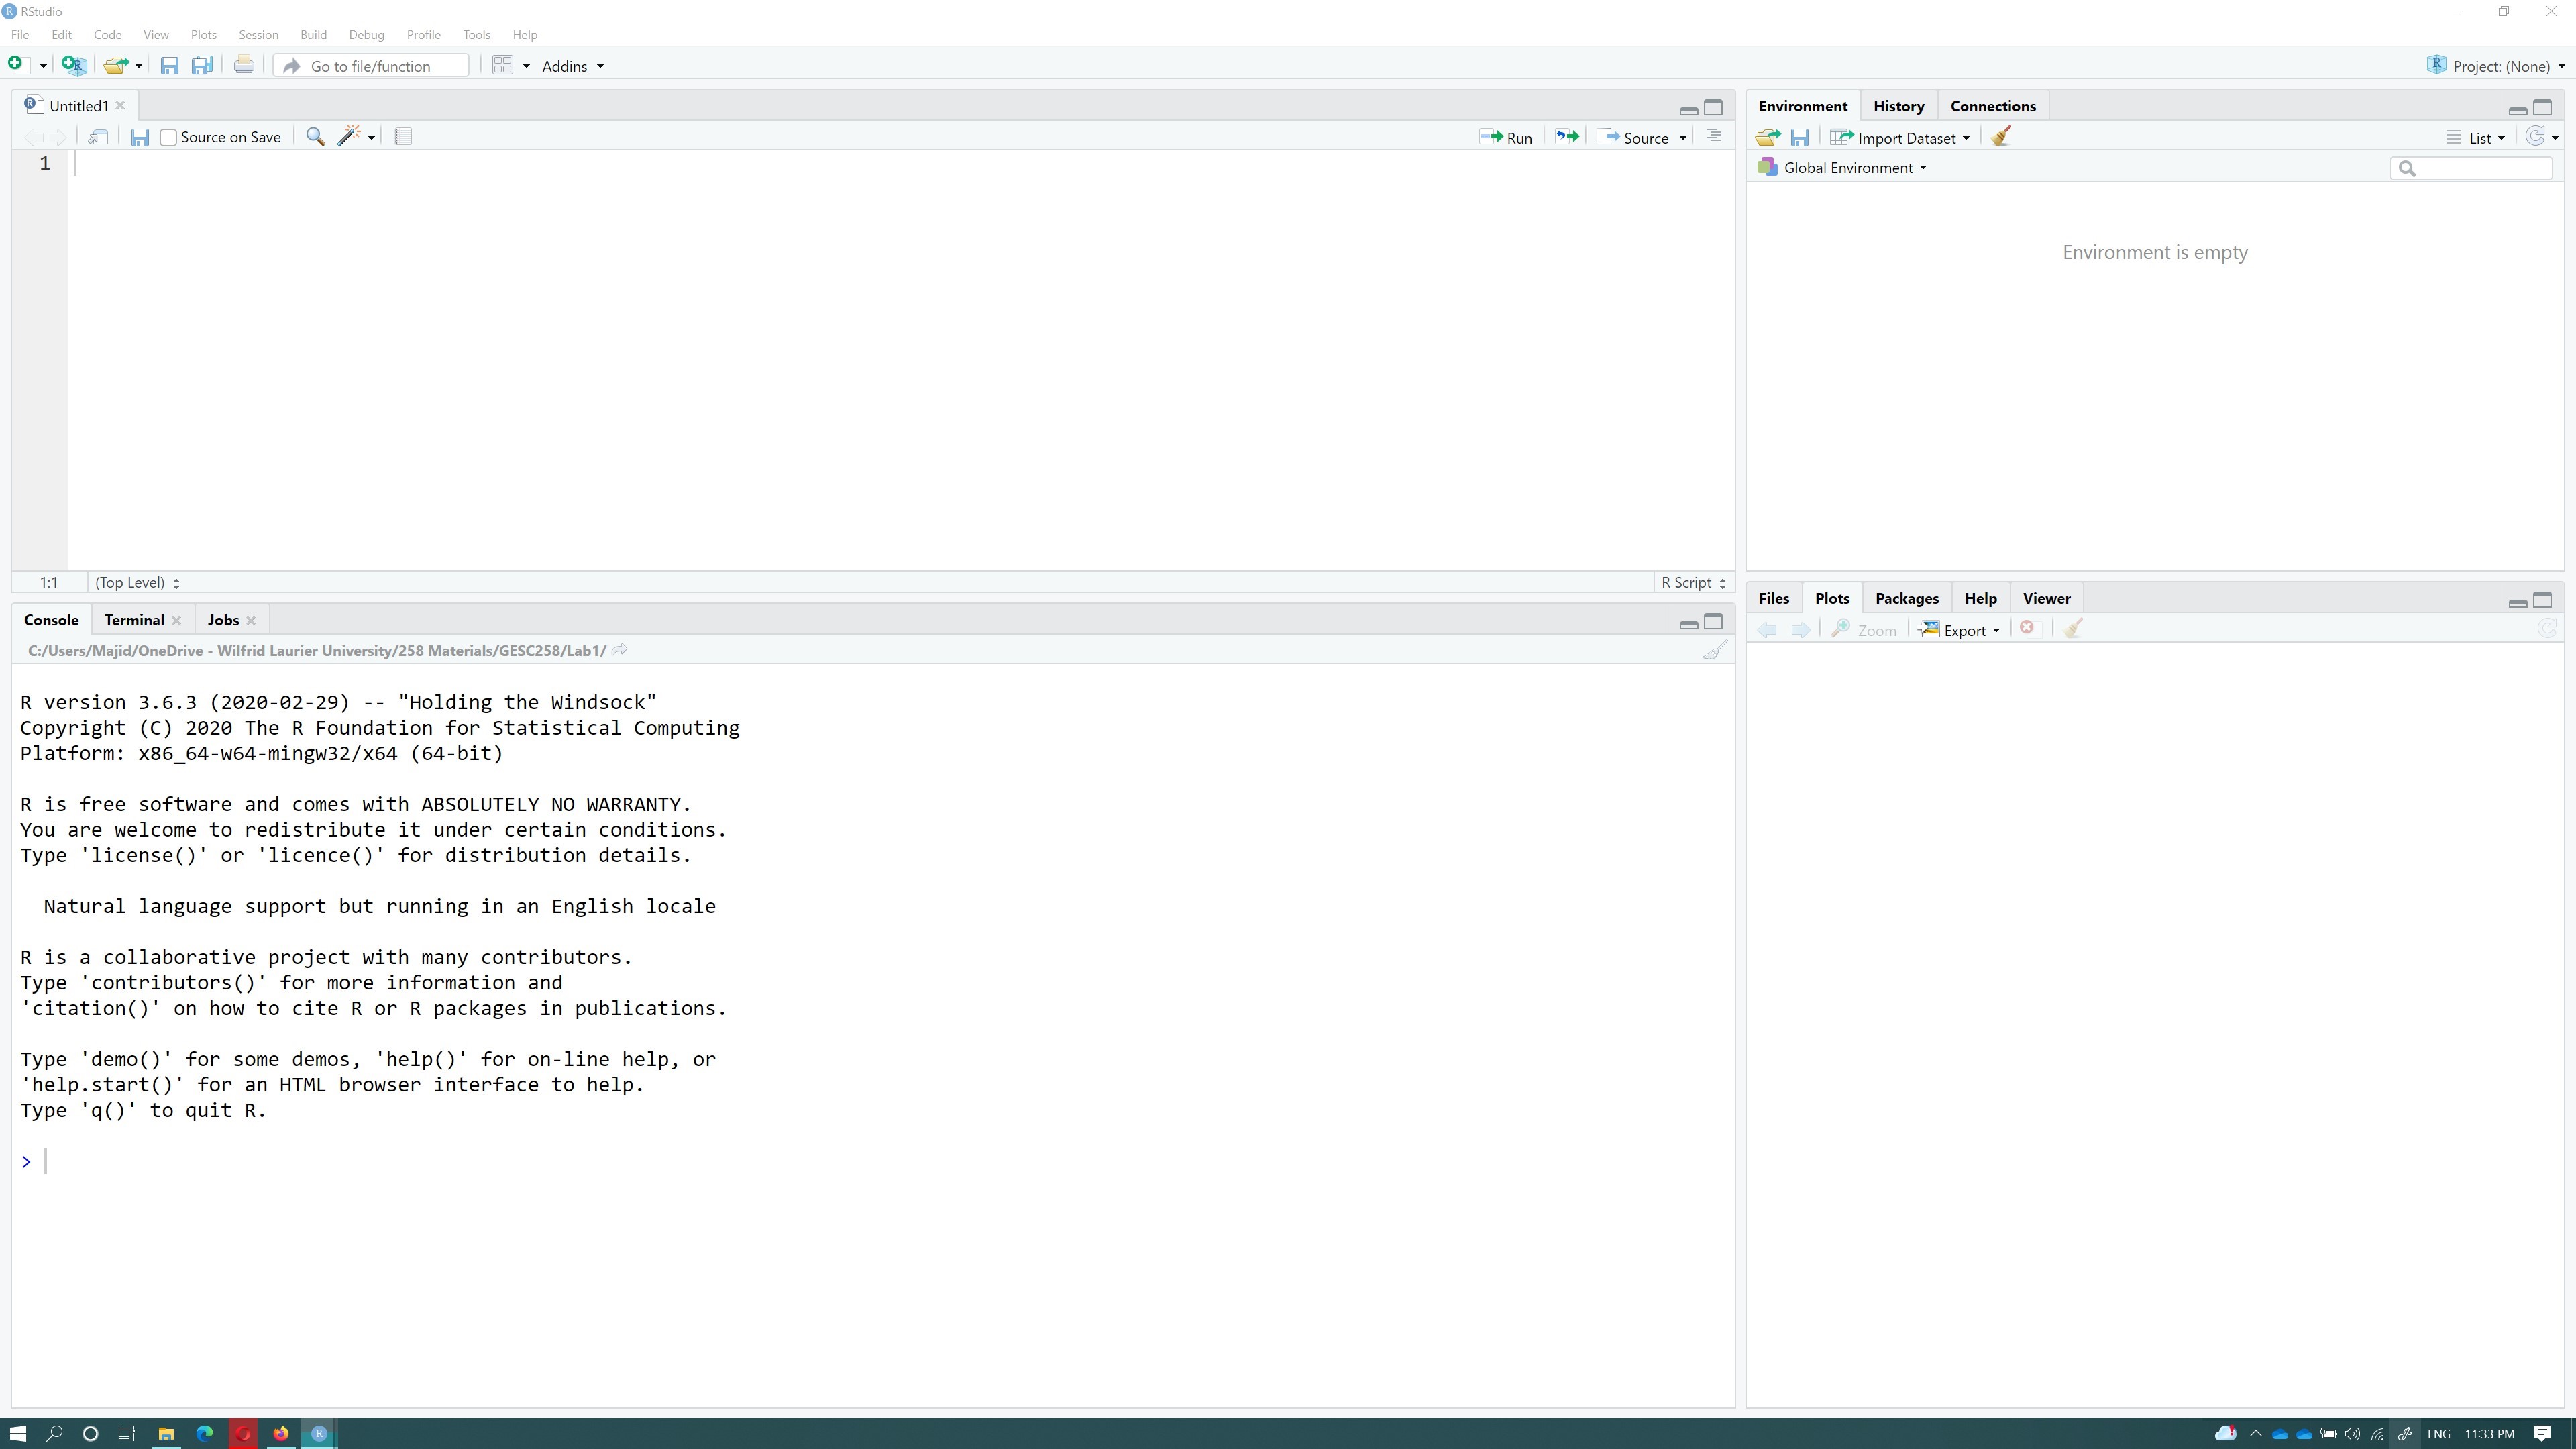 RStudio
File Edit Code View Plots Session Build Debug Profile Tools Help
Go to file/function Addins Project: (None)
Untitled1
Source on Save Run Source
1
1:1 (Top Level) R Script
Console Terminal Jobs
C:/Users/Majid/OneDrive - Wilfrid Laurier University/258 Materials/GESC258/Lab1/
R version 3.6.3 (2020-02-29) -- "Holding the Windsock"
Copyright (C) 2020 The R Foundation for Statistical Computing
Platform: x86_64-w64-mingw32/x64 (64-bit)
R is free software and comes with ABSOLUTELY NO WARRANTY.
You are welcome to redistribute it under certain conditions.
Type 'license()' or 'licence()' for distribution details.
Natural language support but running in an English locale
R is a collaborative project with many contributors.
Type 'contributors()' for more information and
'citation()' on how to cite R or R packages in publications.
Type 'demo()' for some demos, 'help()' for on-line help, or
'help.start()' for an HTML browser interface to help.
Type 'q()' to quit R.
>
Environment History Connections
Import Dataset List
Global Environment
Environment is empty
Files Plots Packages Help Viewer
Zoom Export
ENG 11:33 PM